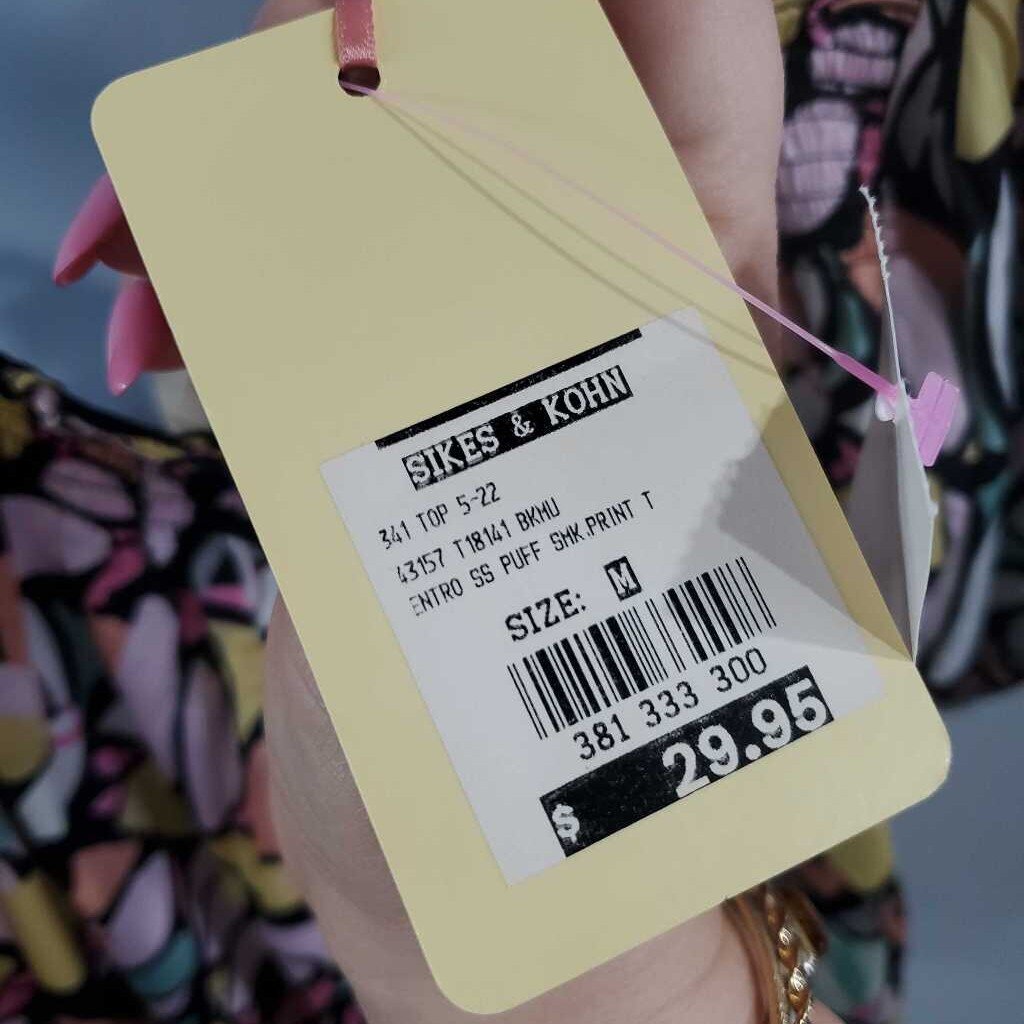 SIKES & KOHN
341 TOP 5-22
43157 T18141 BKMU
ENTRO SS PUFF SMK.PRINT T
SIZE: M
381 333 300
$ 29.95